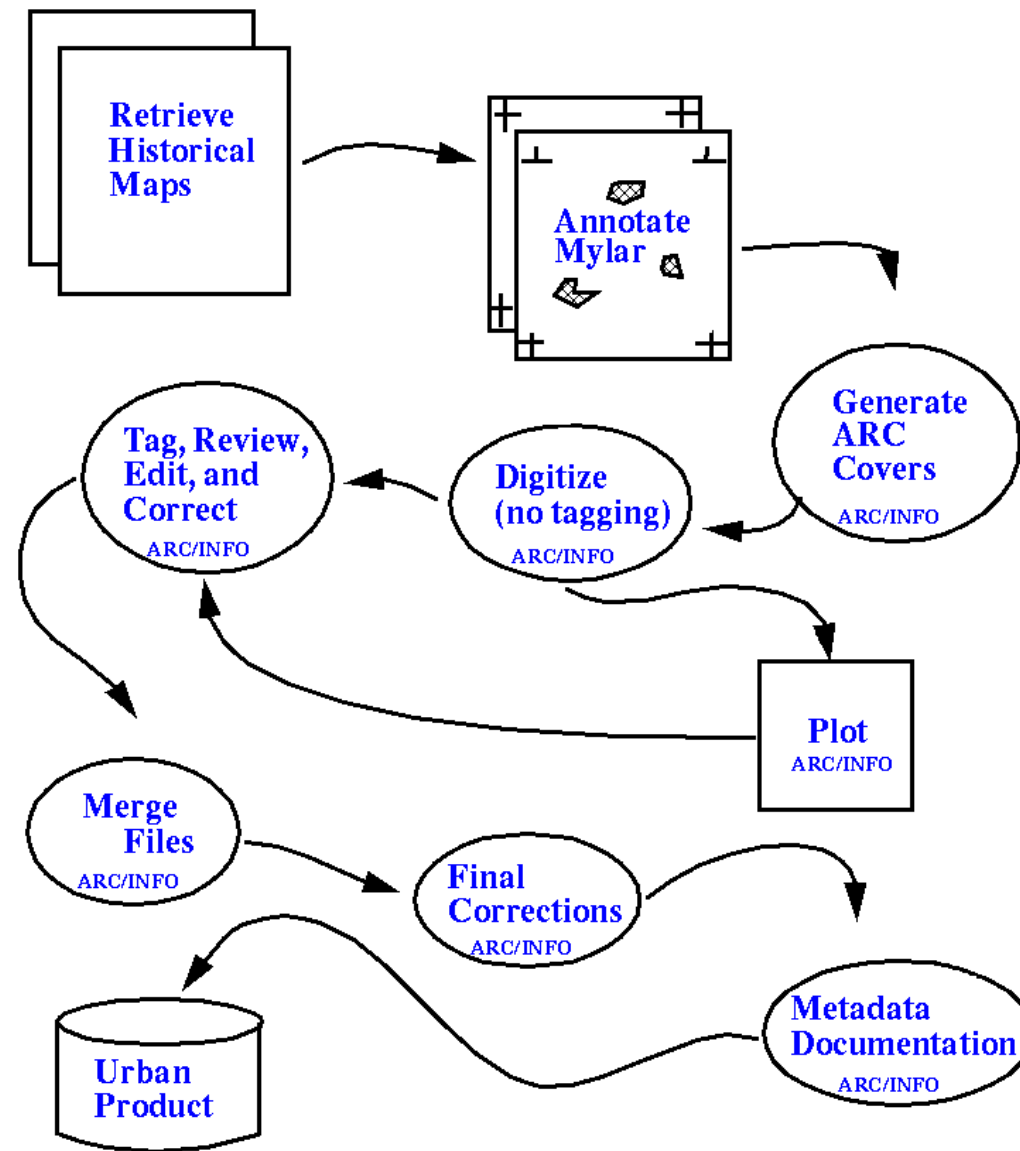 Retrieve
Historical
Maps
Annotate
Mylar
Generate
ARC
Covers
ARC/INFO
Digitize
(no tagging)
ARC/INFO
Tag, Review,
Edit, and
Correct
ARC/INFO
Plot
ARC/INFO
Merge
Files
ARC/INFO
Final
Corrections
ARC/INFO
Metadada
Documentation
ARC/INFO
Urban
Product